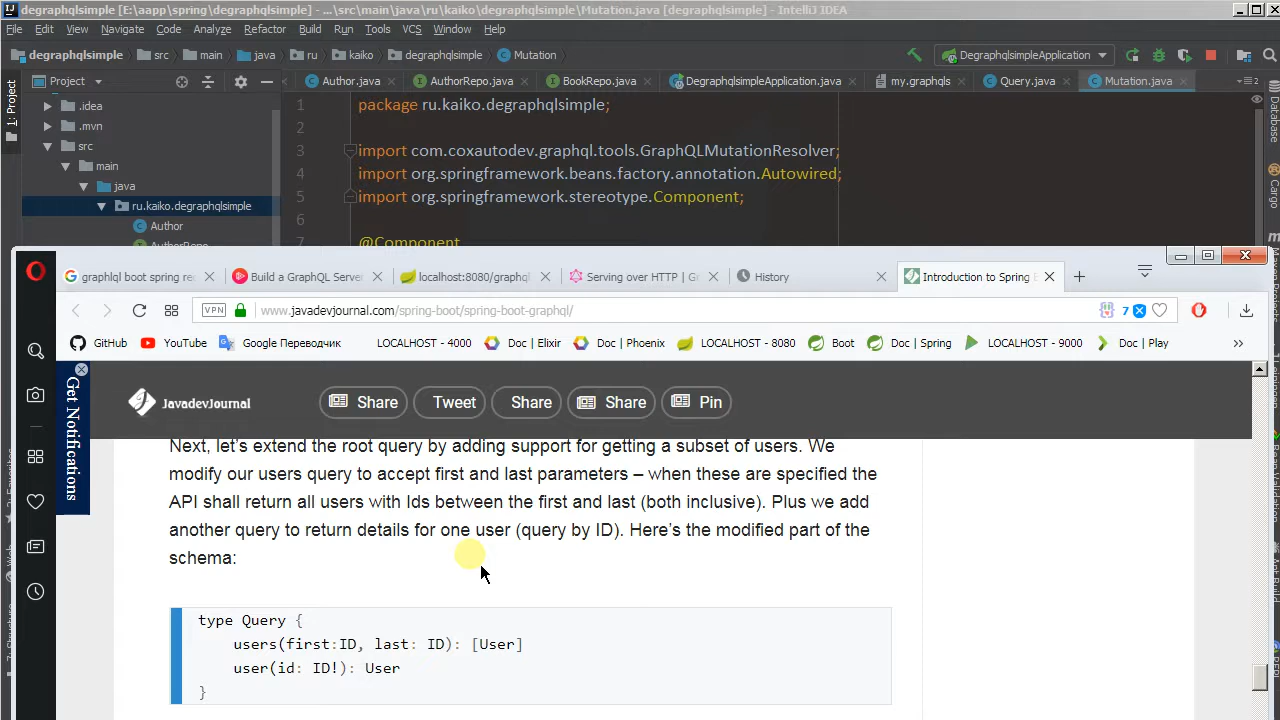 degraphqlsimple [E:\aapp\spring\degraphqlsimple] - ...\src\main\java\ru\kaiko\degraphqlsimple\Mutation.java [degraphqlsimple] - IntelliJ IDEA
File Edit View Navigate Code Analyze Refactor Build Run Tools VCS Window Help
degraphqlsimple src main java ru kaiko degraphqlsimple Mutation DegraphqlsimpleApplication
1: Project
Project Author.java AuthorRepo.java BookRepo.java DegraphqlsimpleApplication.java my.graphqls Query.java Mutation.java
.idea
.mvn
src
main
java
ru.kaiko.degraphqlsimple
Author
AuthorRepo
1 package ru.kaiko.degraphqlsimple;
2
3 import com.coxautodev.graphql.tools.GraphQLMutationResolver;
4 import org.springframework.beans.factory.annotation.Autowired;
5 import org.springframework.stereotype.Component;
6
7 @Component
Database
Cargo
graphlql boot spring re Build a GraphQL Server localhost:8080/graphql Serving over HTTP | G History Introduction to Spring
VPN www.javadevjournal.com/spring-boot/spring-boot-graphql/ 7
GitHub YouTube Google Переводчик LOCALHOST - 4000 Doc | Elixir Doc | Phoenix LOCALHOST - 8080 Boot Doc | Spring LOCALHOST - 9000 Doc | Play
Get Notifications
JavadevJournal Share Tweet Share Share Pin
Next, let's extend the root query by adding support for getting a subset of users. We
modify our users query to accept first and last parameters – when these are specified the
API shall return all users with Ids between the first and last (both inclusive). Plus we add
another query to return details for one user (query by ID). Here's the modified part of the
schema:
type Query {
users(first:ID, last: ID): [User]
user(id: ID!): User
}